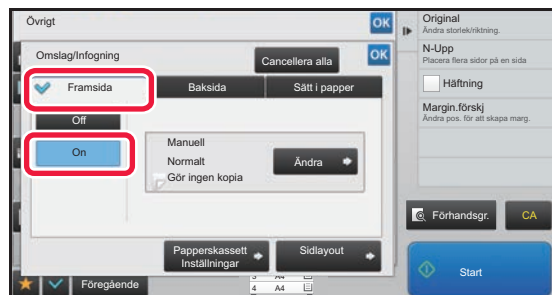 Övrigt
OK
Omslag/Infogning
Cancellera alla
OK
Framsida
Baksida
Sätt i papper
Off
On
Manuell
Normalt
Gör ingen kopia
Ändra
Papperskassett
Inställningar
Sidlayout
Föregående
3 A4
4 A4
Original
Ändra storlek/riktning.
N-Upp
Placera flera sidor på en sida
Häftning
Margin.förskj
Ändra pos. för att skapa marg.
Förhandsgr.
CA
Start